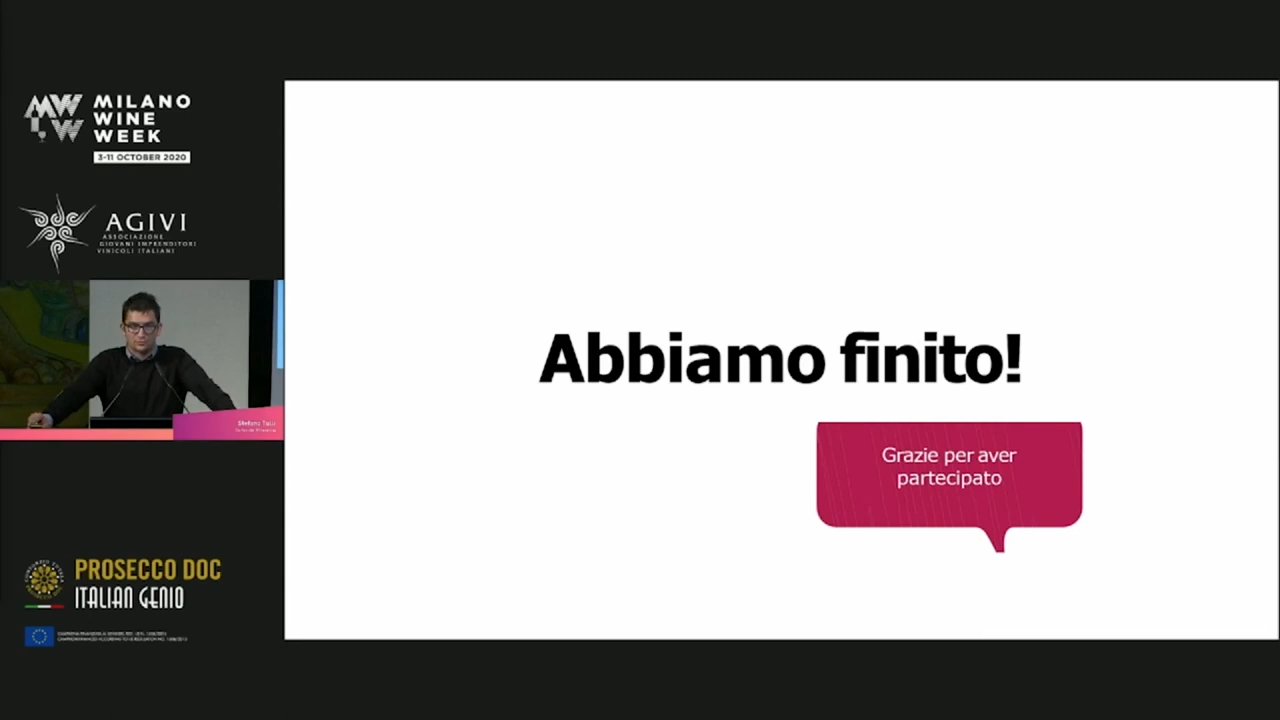 MILANO
WINE
WEEK
3-11 OCTOBER 2020
AGIVI
ASSOCIAZIONE
GIOVANI IMPRENDITORI
VINICOLI ITALIANI
Stefano
PROSECCO DOC
ITALIAN GENIO
Abbiamo finito!
Grazie per aver
partecipato